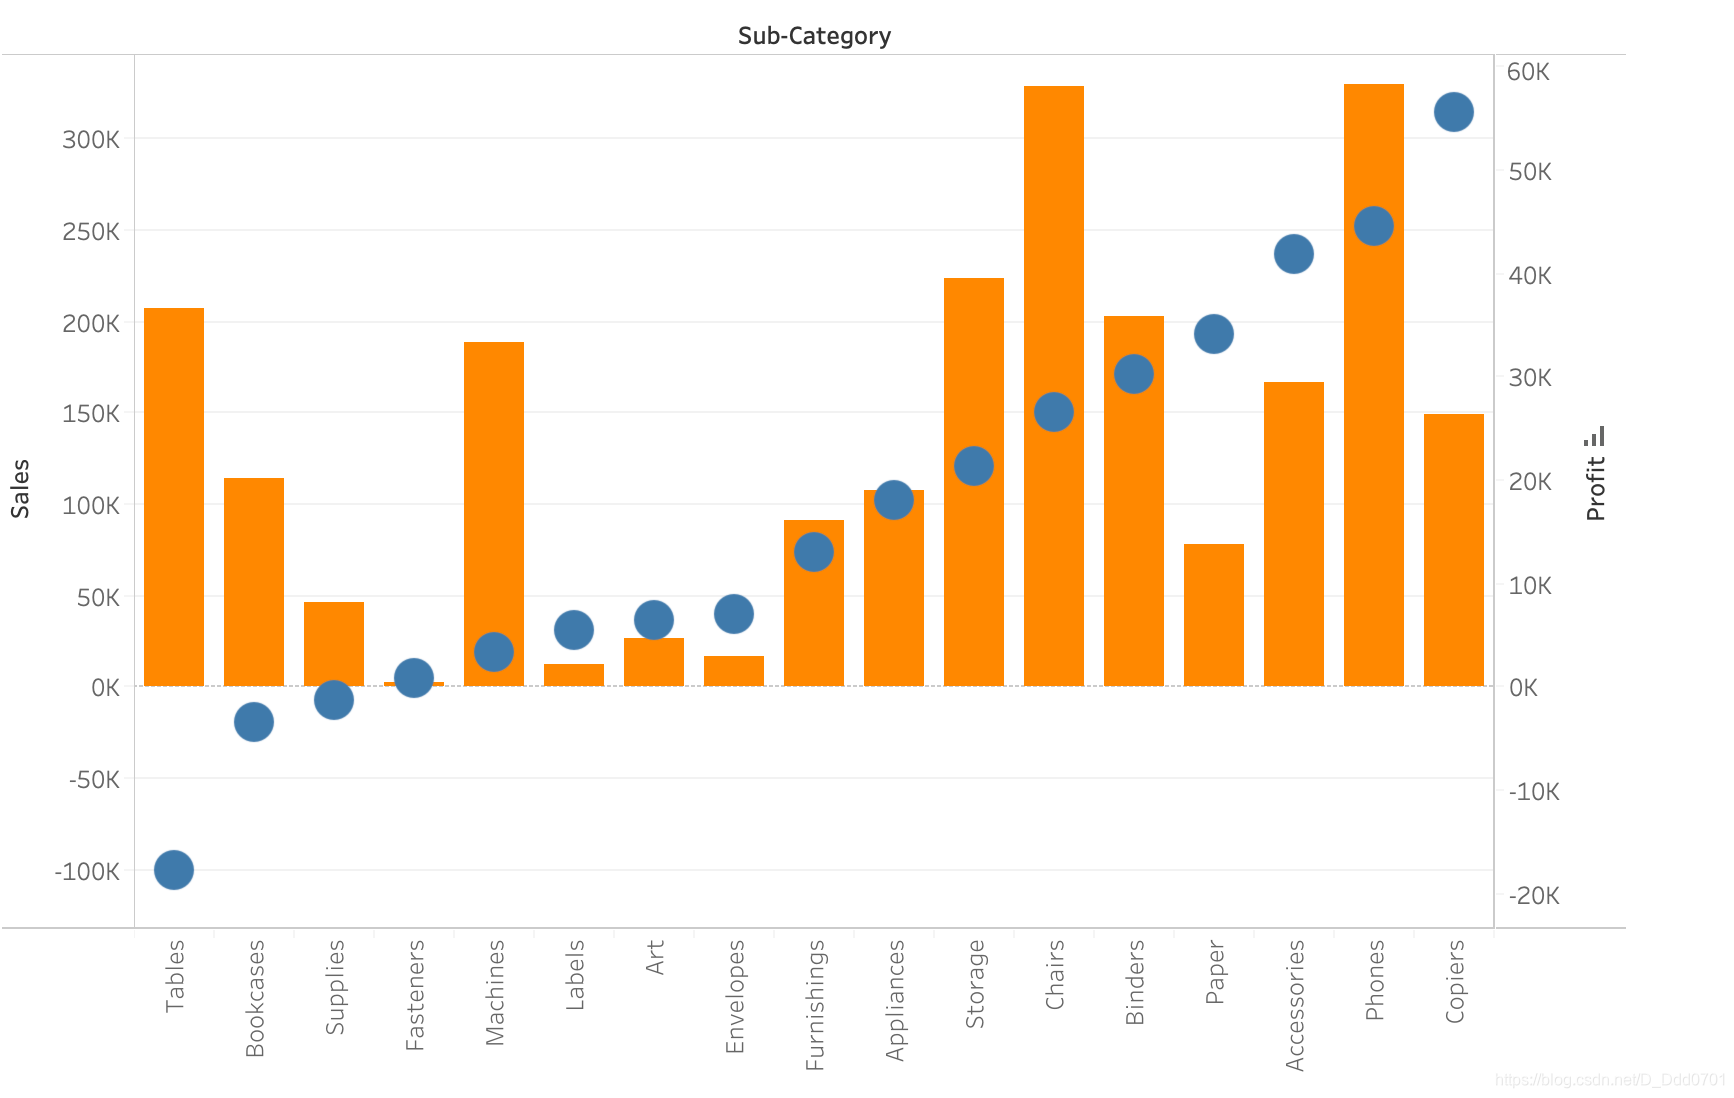 Sub-Category
Sales
300K
250K
200K
150K
100K
50K
0K
-50K
-100K
60K
50K
40K
30K
20K
10K
0K
-10K
-20K
Profit
Tables
Bookcases
Supplies
Fasteners
Machines
Labels
Art
Envelopes
Furnishings
Appliances
Storage
Chairs
Binders
Paper
Accessories
Phones
Copiers
https://blog.csdn.net/D_Ddd0701